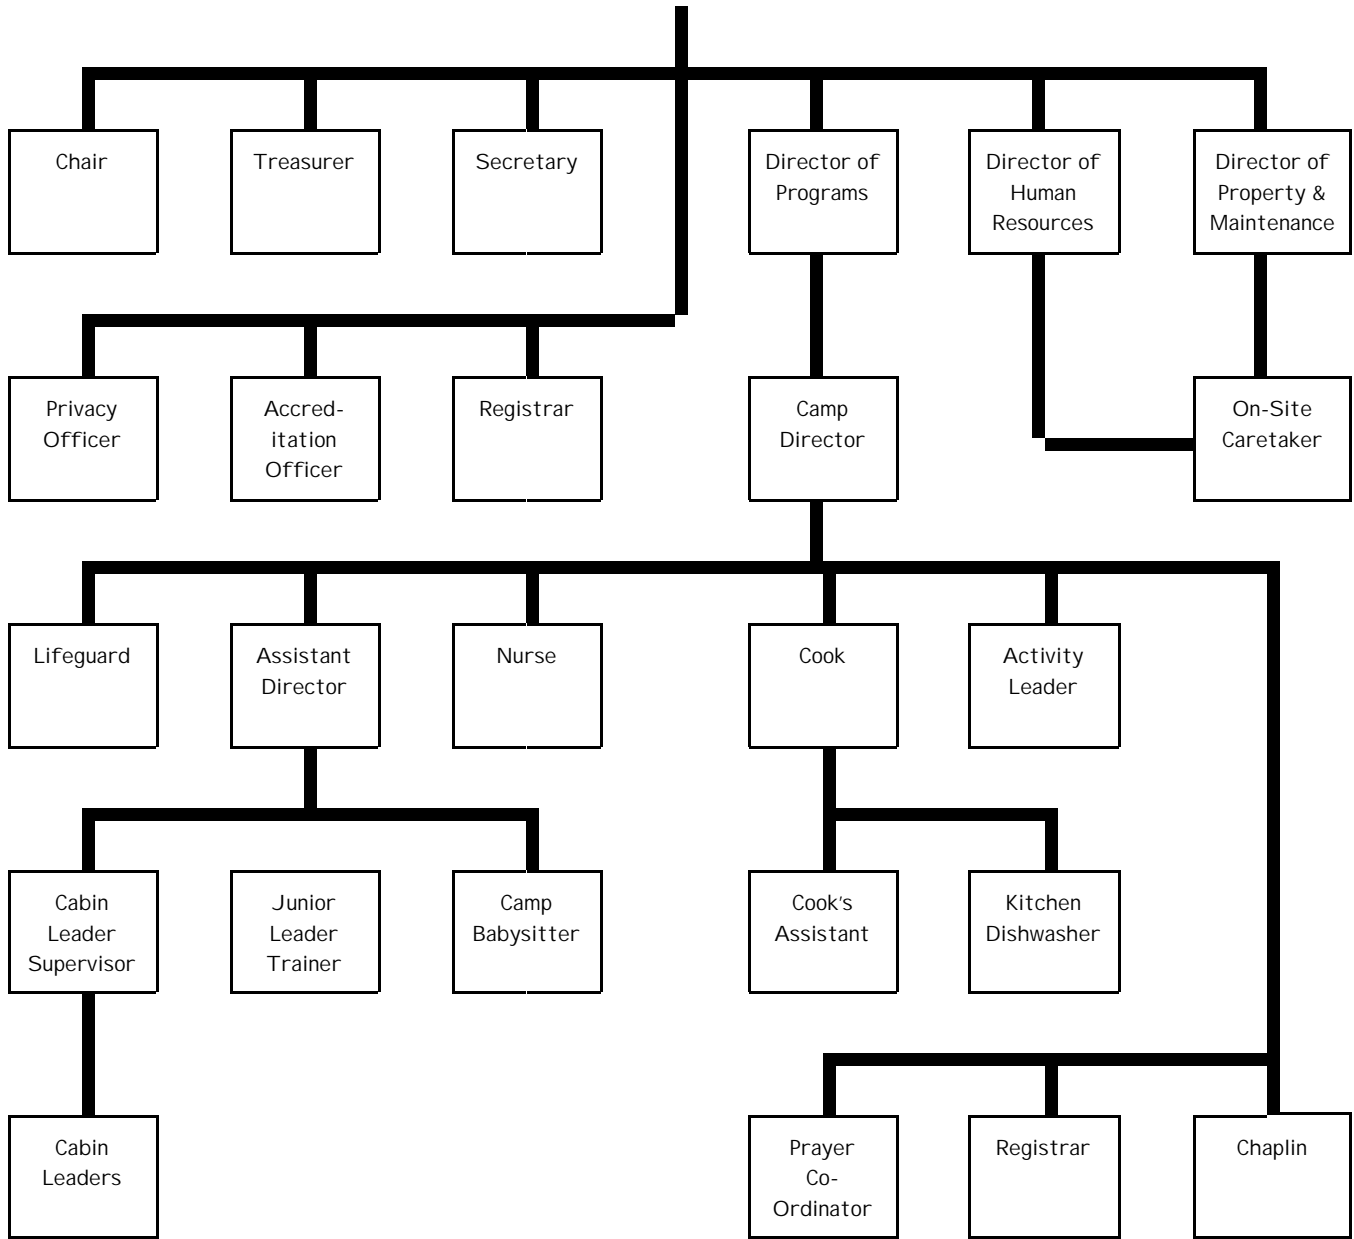 Chair
Treasurer
Secretary
Director of
Programs
Director of
Human
Resources
Director of
Property &
Maintenance
Privacy
Officer
Accred-
itation
Officer
Registrar
Camp
Director
On-Site
Caretaker
Lifeguard
Assistant
Director
Nurse
Cook
Activity
Leader
Cabin
Leader
Supervisor
Junior
Leader
Trainer
Camp
Babysitter
Cook's
Assistant
Kitchen
Dishwasher
Cabin
Leaders
Prayer
Co-
Ordinator
Registrar
Chaplin